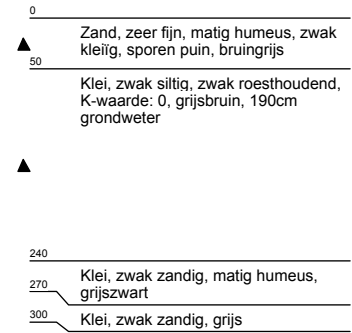 0
Zand, zeer fijn, matig humeus, zwak
kleiïg, sporen puin, bruingrijs
50
Klei, zwak siltig, zwak roesthoudend,
K-waarde: 0, grijsbruin, 190cm
grondweter
240
Klei, zwak zandig, matig humeus,
grijszwart
270
Klei, zwak zandig, grijs
300